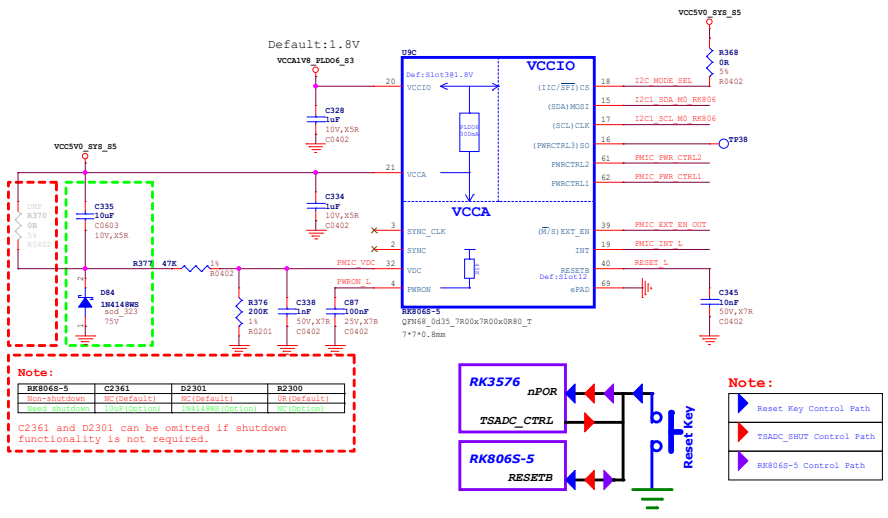 VCC5V0_SYS_S5
Default:1.8V
VCCA1V8_PLDO6_S3
U9C
R368
0R
5%
R0402
VCCIO
Def:Slot3@1.8V
20
VCCIO
(IIC/SPI)CS
18
I2C_MODE_SEL
(SDA)MOSI
15
I2C1_SDA_M0_RK806
(SCL)CLK
17
I2C1_SCL_M0_RK806
(PWRCTRL3)SO
16
TP38
PWRCTRL2
61
PMIC_PWR_CTRL2
PWRCTRL1
62
PMIC_PWR_CTRL1
C328
1uF
10V,X5R
C0402
PLDO6
300mA
VCC5V0_SYS_S5
21
VCCA
VCCA
DNP
R370
0R
5%
R0402
C335
10uF
C0603
10V,X5R
C334
1uF
10V,X5R
C0402
3
SYNC_CLK
2
SYNC
(M/S)EXT_EN
39
PMIC_EXT_EN_OUT
INT
19
PMIC_INT_L
Def:Slot12
RESETB
40
RESET_L
ePAD
69
R377 47K
1%
R0402
PMIC_VDC
32
VDC
PWRON_L
4
PWRON
2
D84
1N4148WS
sod_323
75V
1
R376
200K
1%
R0201
C338
1nF
50V,X7R
C0402
C87
100nF
25V,X7R
C0402
RK806S-5
QFN68_0d35_7R00x7R00x0R80_T
7*7*0.8mm
C345
10nF
50V,X7R
C0402
Note:
RK806S-5 C2361 D2301 R2300
Non-shutdown NC(Default) NC(Default) 0R(Default)
Need shutdown 10uF(Option) 1N4148WS(Option) NC(Option)
C2361 and D2301 can be omitted if shutdown
functionality is not required.
RK3576
nPOR
TSADC_CTRL
RK806S-5
RESETB
Reset Key
Note:
Reset Key Control Path
TSADC_SHUT Control Path
RK806S-5 Control Path